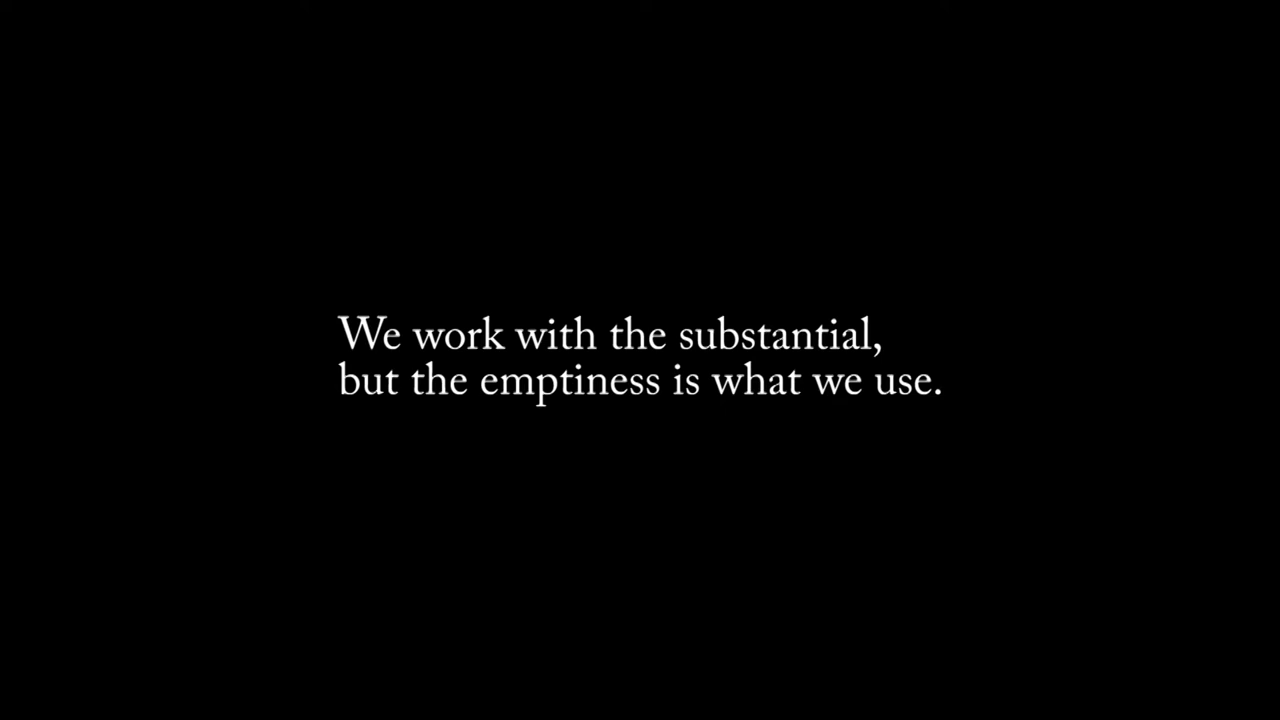 We work with the substantial,
but the emptiness is what we use.